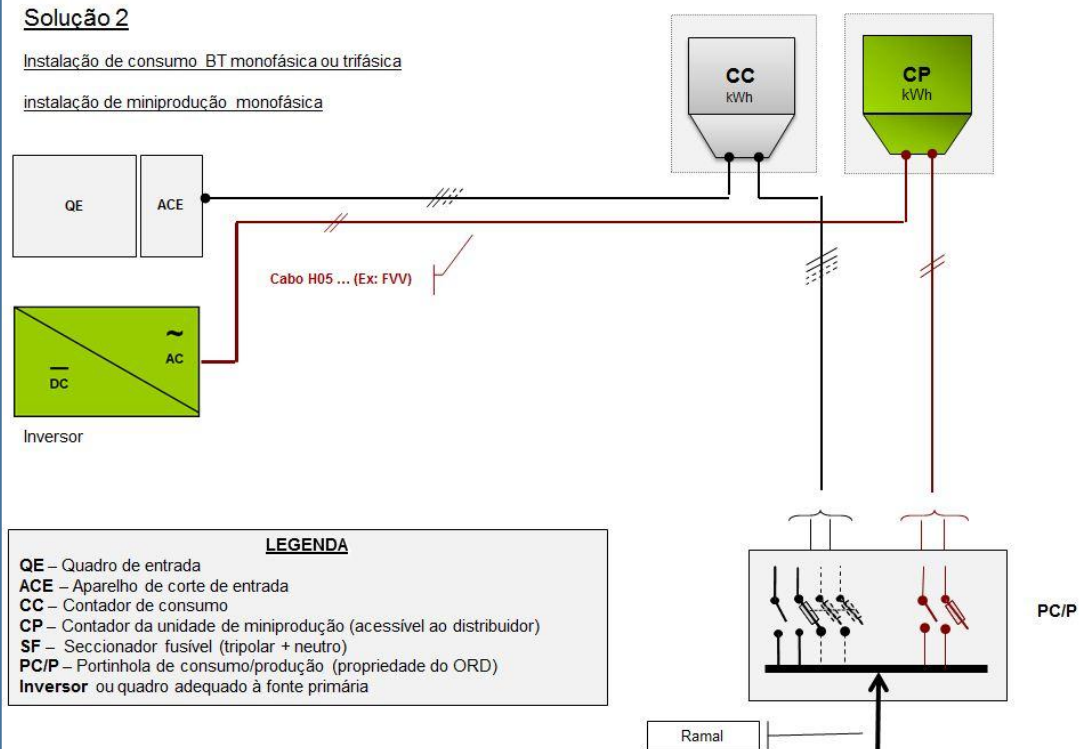 Solução 2
Instalação de consumo BT monofásica ou trifásica
instalação de miniprodução monofásica
CC
kWh
CP
kWh
QE
ACE
Cabo H05 ... (Ex: FVV)
~
AC
DC
Inversor
LEGENDA
QE – Quadro de entrada
ACE – Aparelho de corte de entrada
CC – Contador de consumo
CP – Contador da unidade de miniprodução (acessível ao distribuidor)
SF – Seccionador fusível (tripolar + neutro)
PC/P – Portinhola de consumo/produção (propriedade do ORD)
Inversor ou quadro adequado à fonte primária
PC/P
Ramal